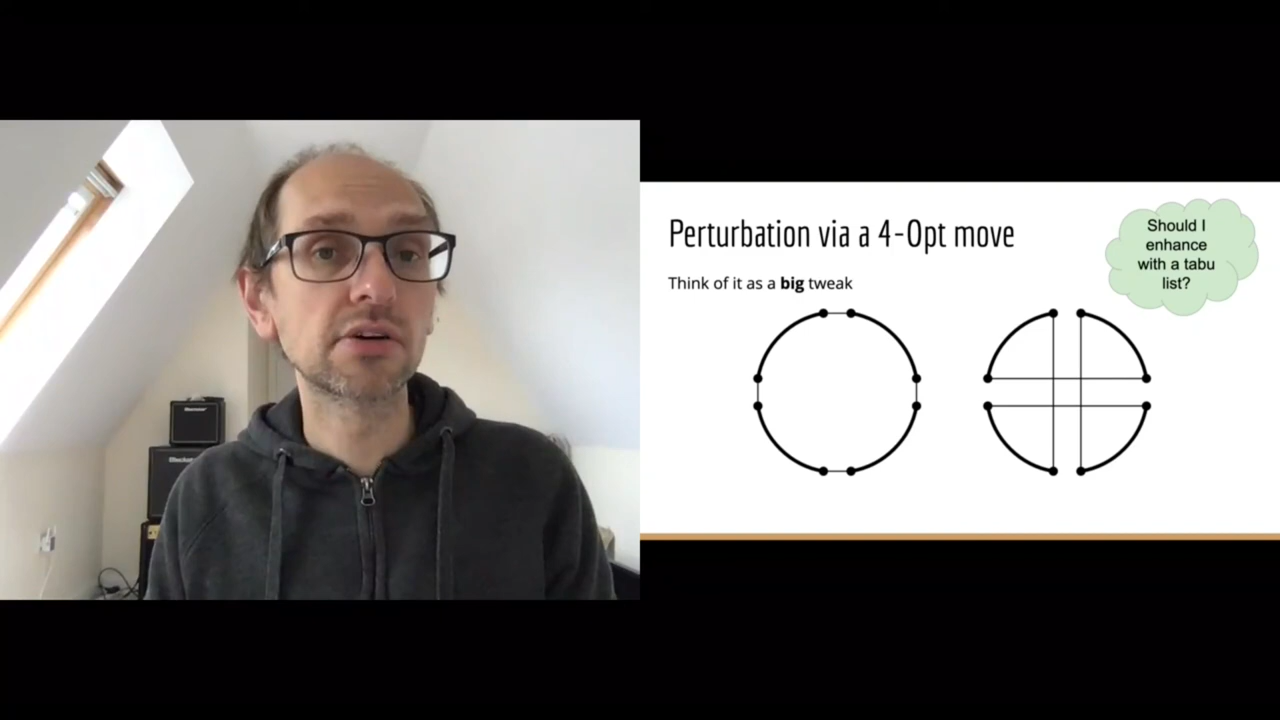 Perturbation via a 4-Opt move
Think of it as a big tweak
Should I
enhance
with a tabu
list?